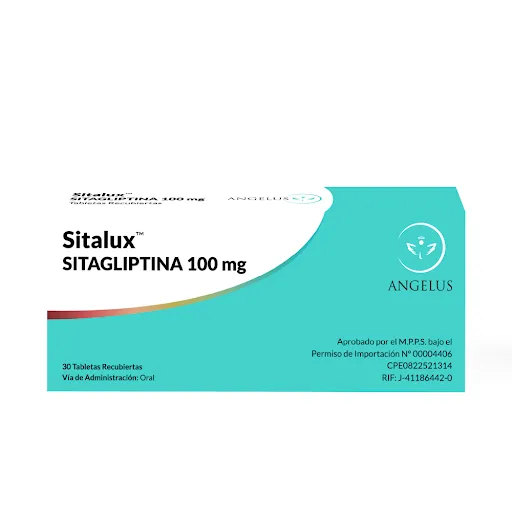 Sitalux™
SITAGLIPTINA 100 mg
Tabletas Recubiertas
ANGELUS
Sitalux™
SITAGLIPTINA 100 mg
ANGELUS
30 Tabletas Recubiertas
Vía de Administración: Oral
Aprobado por el M.P.P.S. bajo el
Permiso de Importación N° 00004406
CPE0822521314
RIF: J-41186442-0